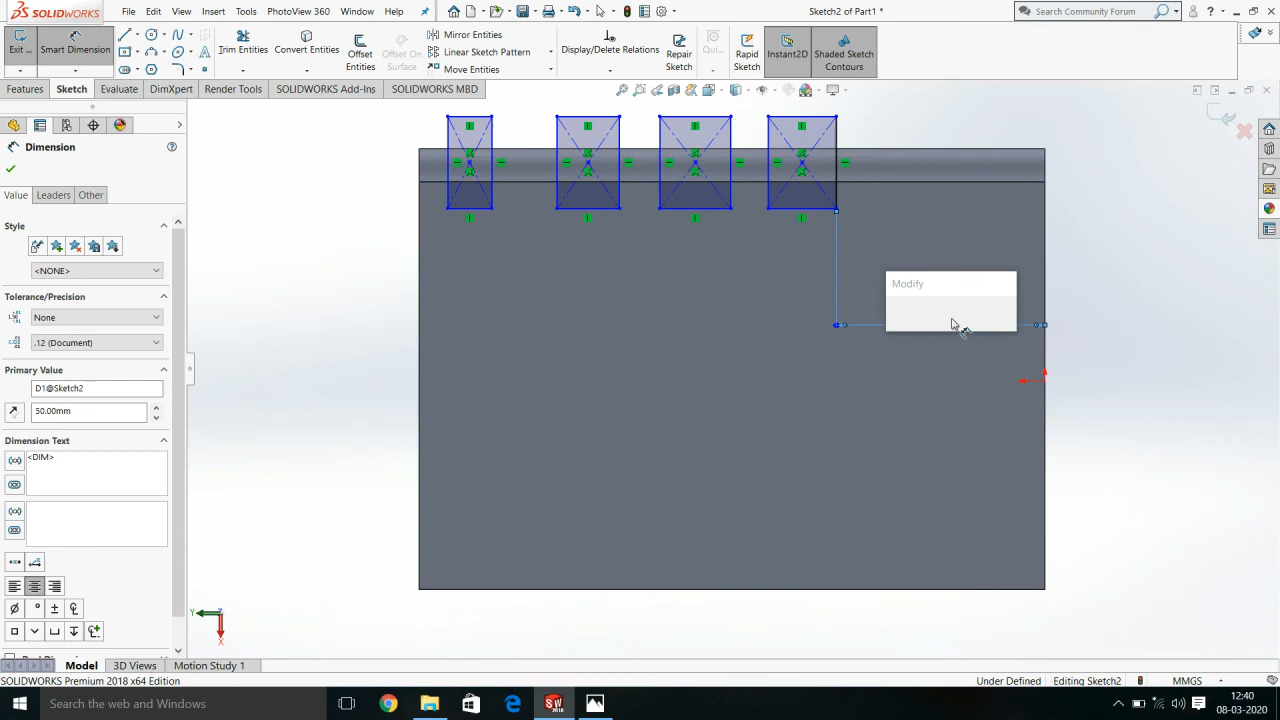 SOLIDWORKS
File
Edit
View
Insert
Tools
PhotoView 360
Window
Help
Sketch2 of Part1 *
Search Community Forum
Exit ...
Smart Dimension
Trim Entities
Convert Entities
Offset Entities
Offset On Surface
Mirror Entities
Linear Sketch Pattern
Move Entities
Display/Delete Relations
Repair Sketch
Qui...
Rapid Sketch
Instant2D
Shaded Sketch Contours
Features
Sketch
Evaluate
DimXpert
Render Tools
SOLIDWORKS Add-Ins
SOLIDWORKS MBD
Dimension
Value
Leaders
Other
Style
<NONE>
Tolerance/Precision
None
.12 (Document)
Primary Value
D1@Sketch2
50.00mm
Dimension Text
<DIM>
Modify
Y
X
Model
3D Views
Motion Study 1
SOLIDWORKS Premium 2018 x64 Edition
Under Defined
Editing Sketch2
MMGS
Search the web and Windows
12:40
08-03-2020